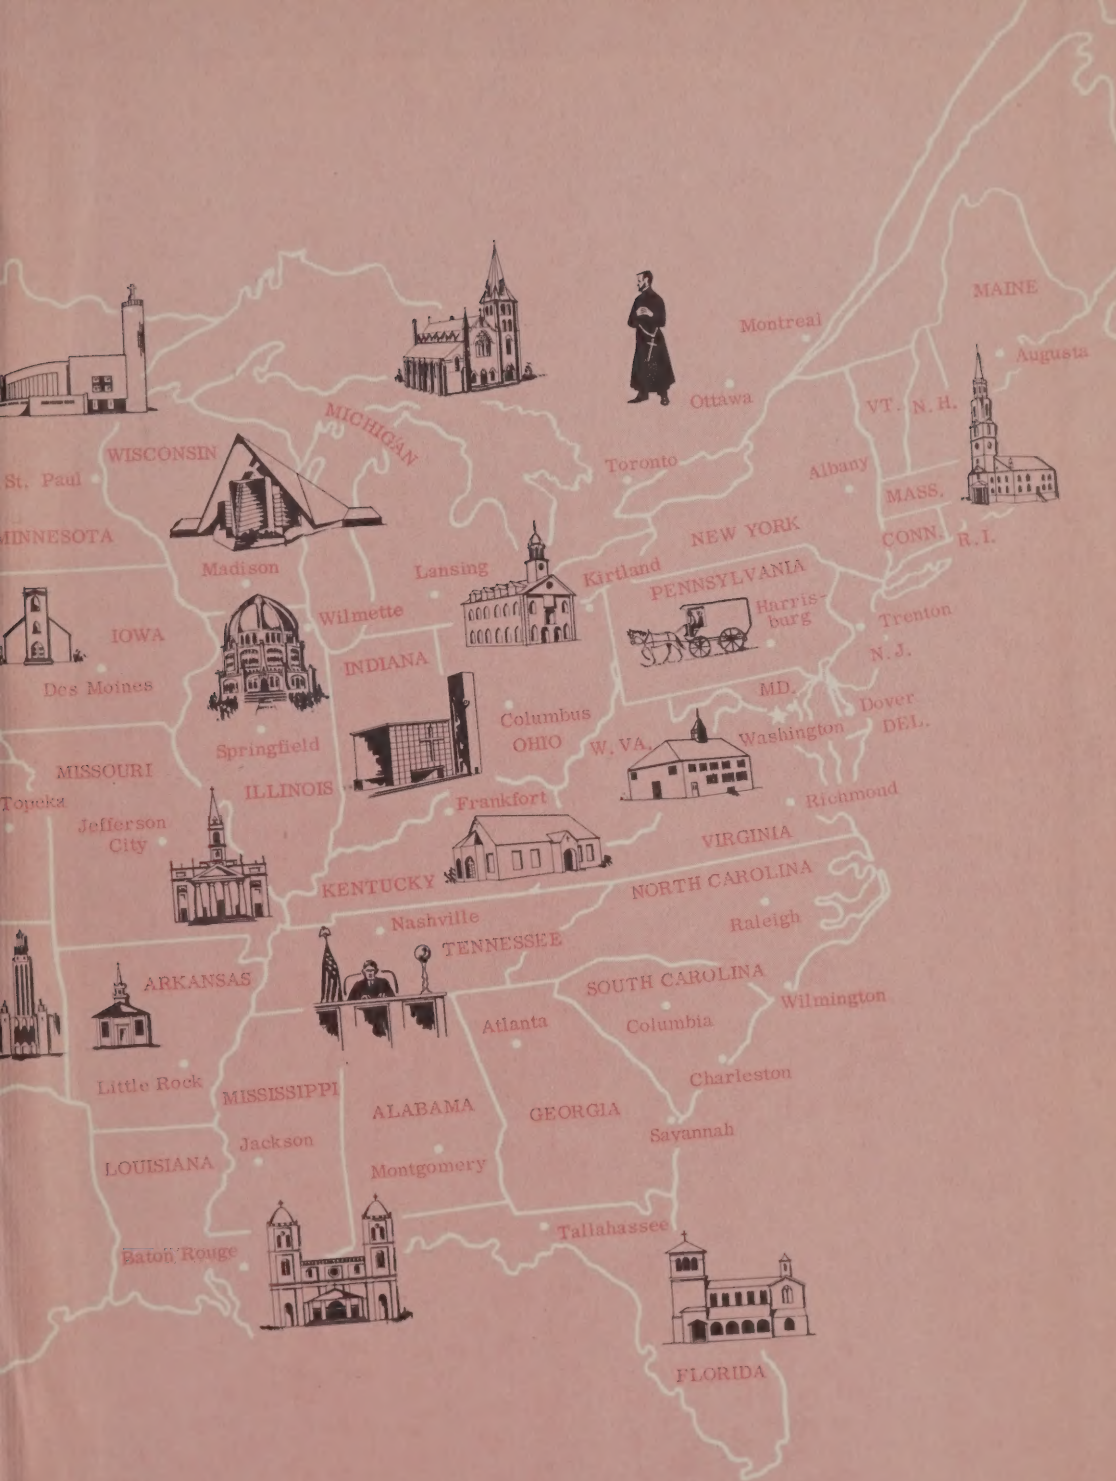 MAINE
Montreal
Augusta
Ottawa
VT.
N. H.
MICHIGAN
WISCONSIN
Toronto
Albany
St. Paul
MASS.
MINNESOTA
NEW YORK
CONN.
R. I.
Madison
Lansing
Kirtland
PENNSYLVANIA
Wilmette
Harris-
burg
Trenton
IOWA
INDIANA
N. J.
Des Moines
MD.
Dover
Columbus
DEL.
Springfield
OHIO
W. VA.
Washington
MISSOURI
ILLINOIS
Topeka
Frankfort
Richmond
Jefferson
City
VIRGINIA
KENTUCKY
NORTH CAROLINA
Nashville
Raleigh
TENNESSEE
ARKANSAS
SOUTH CAROLINA
Wilmington
Atlanta
Columbia
Little Rock
Charleston
MISSISSIPPI
ALABAMA
GEORGIA
Jackson
Savannah
LOUISIANA
Montgomery
Tallahassee
Baton Rouge
FLORIDA